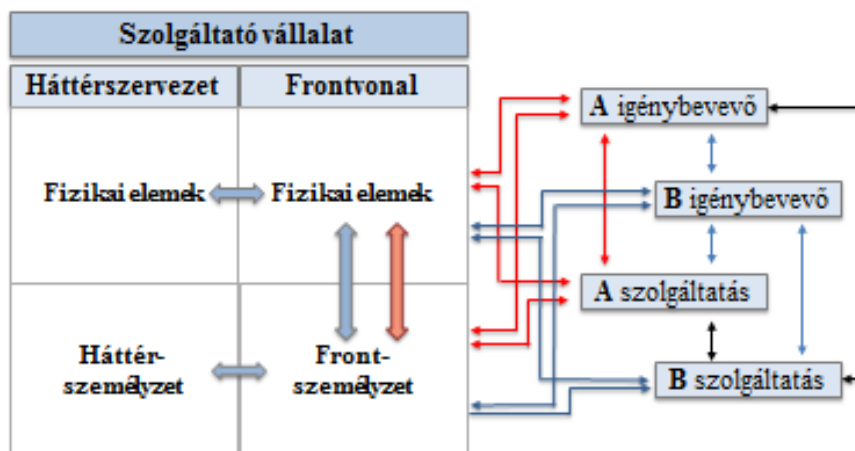 Szolgáltató vállalat
Háttérszervezet
Frontvonal
Fizikai elemek
Fizikai elemek
Háttér-
személyzet
Front-
személyzet
A igénybevevő
B igénybevevő
A szolgáltatás
B szolgáltatás